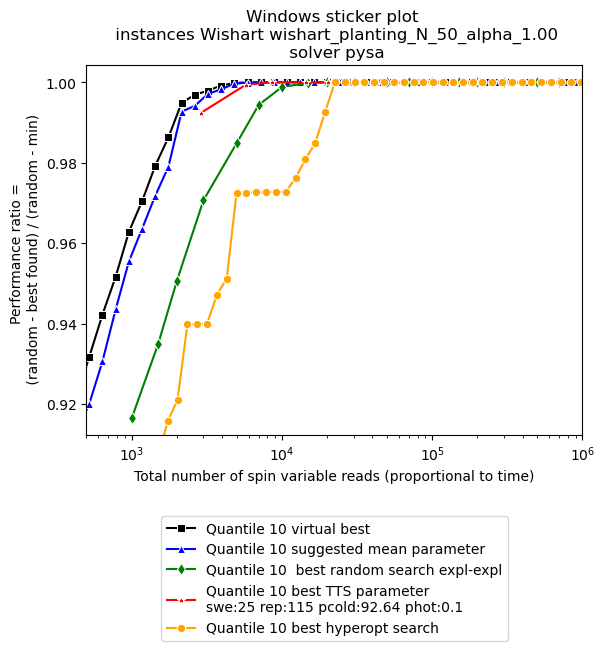 Windows sticker plot
instances Wishart wishart_planting_N_50_alpha_1.00
solver pysa
Performance ratio =
(random - best found) / (random - min)
1.00
0.98
0.96
0.94
0.92
10³
10⁴
10⁵
10⁶
Total number of spin variable reads (proportional to time)
Quantile 10 virtual best
Quantile 10 suggested mean parameter
Quantile 10  best random search expl-expl
Quantile 10 best TTS parameter
swe:25 rep:115 pcold:92.64 phot:0.1
Quantile 10 best hyperopt search